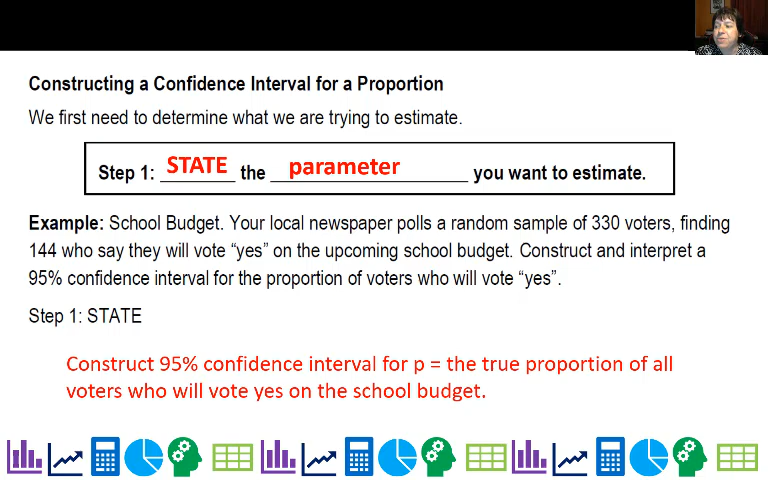 Constructing a Confidence Interval for a Proportion
We first need to determine what we are trying to estimate.
Step 1: STATE the parameter you want to estimate.
Example: School Budget. Your local newspaper polls a random sample of 330 voters, finding
144 who say they will vote “yes” on the upcoming school budget. Construct and interpret a
95% confidence interval for the proportion of voters who will vote “yes”.
Step 1: STATE
Construct 95% confidence interval for p = the true proportion of all
voters who will vote yes on the school budget.